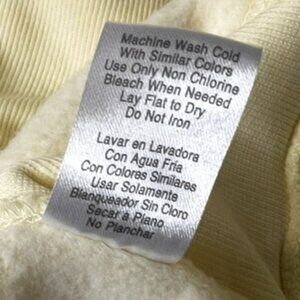 Machine Wash Cold
With Similar Colors
Use Only Non Chlorine
Bleach When Needed
Lay Flat to Dry
Do Not Iron
Lavar en Lavadora
Con Agua Fria
Con Colores Similares
Usar Solamente
Blanqueador Sin Cloro
Secar a Plano
No Planchar